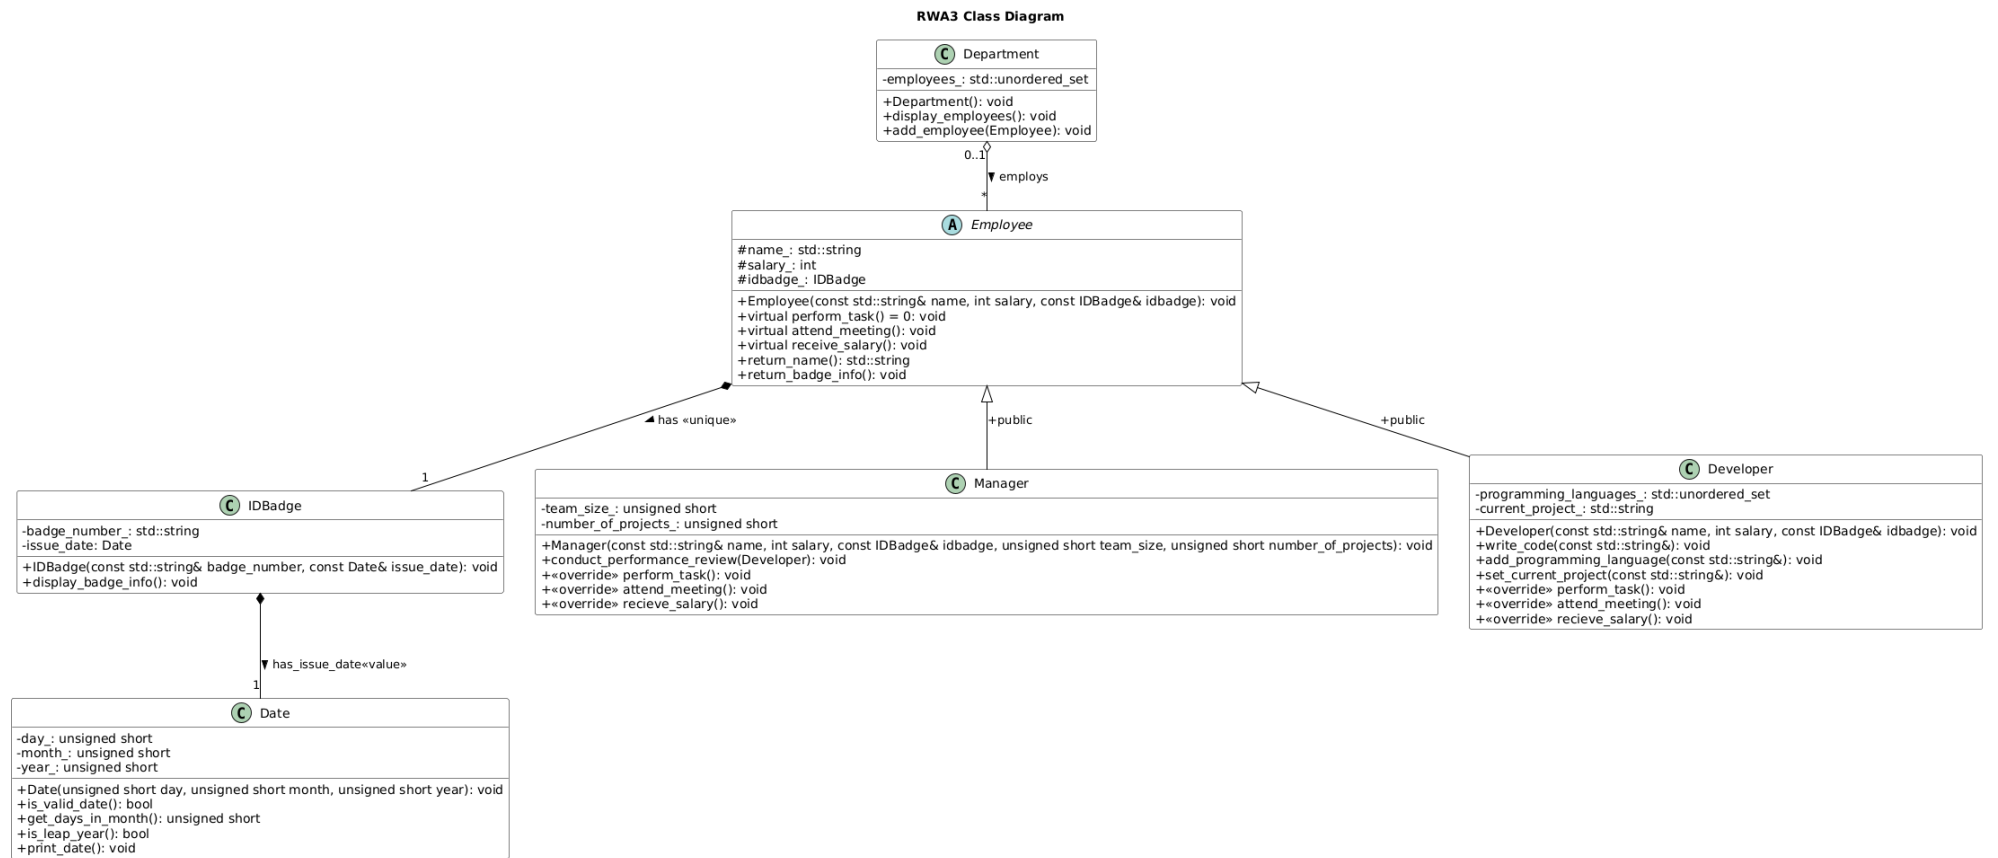 RWA3 Class Diagram
C Department
-employees_: std::unordered_set
+Department(): void
+display_employees(): void
+add_employee(Employee): void
0..1
employs
*
A Employee
#name_: std::string
#salary_: int
#idbadge_: IDBadge
+Employee(const std::string& name, int salary, const IDBadge& idbadge): void
+virtual perform_task() = 0: void
+virtual attend_meeting(): void
+virtual receive_salary(): void
+return_name(): std::string
+return_badge_info(): void
has «unique»
1
+public
+public
C IDBadge
-badge_number_: std::string
-issue_date: Date
+IDBadge(const std::string& badge_number, const Date& issue_date): void
+display_badge_info(): void
C Manager
-team_size_: unsigned short
-number_of_projects_: unsigned short
+Manager(const std::string& name, int salary, const IDBadge& idbadge, unsigned short team_size, unsigned short number_of_projects): void
+conduct_performance_review(Developer): void
+«override» perform_task(): void
+«override» attend_meeting(): void
+«override» recieve_salary(): void
C Developer
-programming_languages_: std::unordered_set
-current_project_: std::string
+Developer(const std::string& name, int salary, const IDBadge& idbadge): void
+write_code(const std::string&): void
+add_programming_language(const std::string&): void
+set_current_project(const std::string&): void
+«override» perform_task(): void
+«override» attend_meeting(): void
+«override» recieve_salary(): void
has_issue_date«value»
1
C Date
-day_: unsigned short
-month_: unsigned short
-year_: unsigned short
+Date(unsigned short day, unsigned short month, unsigned short year): void
+is_valid_date(): bool
+get_days_in_month(): unsigned short
+is_leap_year(): bool
+print_date(): void